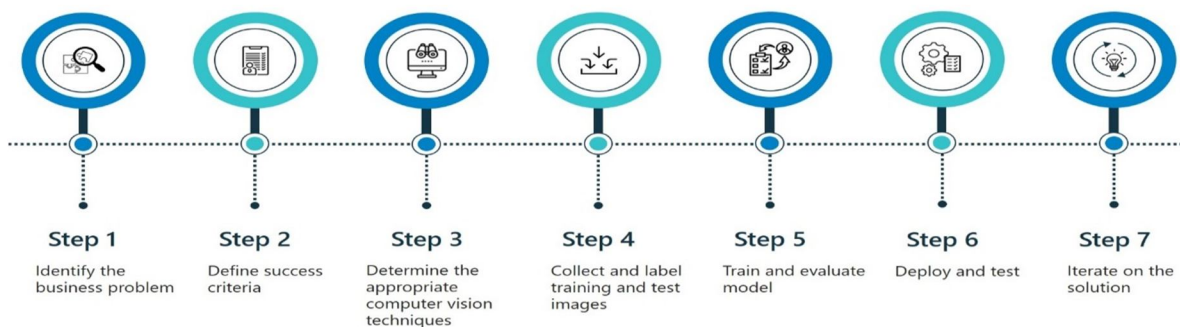 Step 1
Identify the
business problem
Step 2
Define success
criteria
Step 3
Determine the
appropriate
computer vision
techniques
Step 4
Collect and label
training and test
images
Step 5
Train and evaluate
model
Step 6
Deploy and test
Step 7
Iterate on the
solution